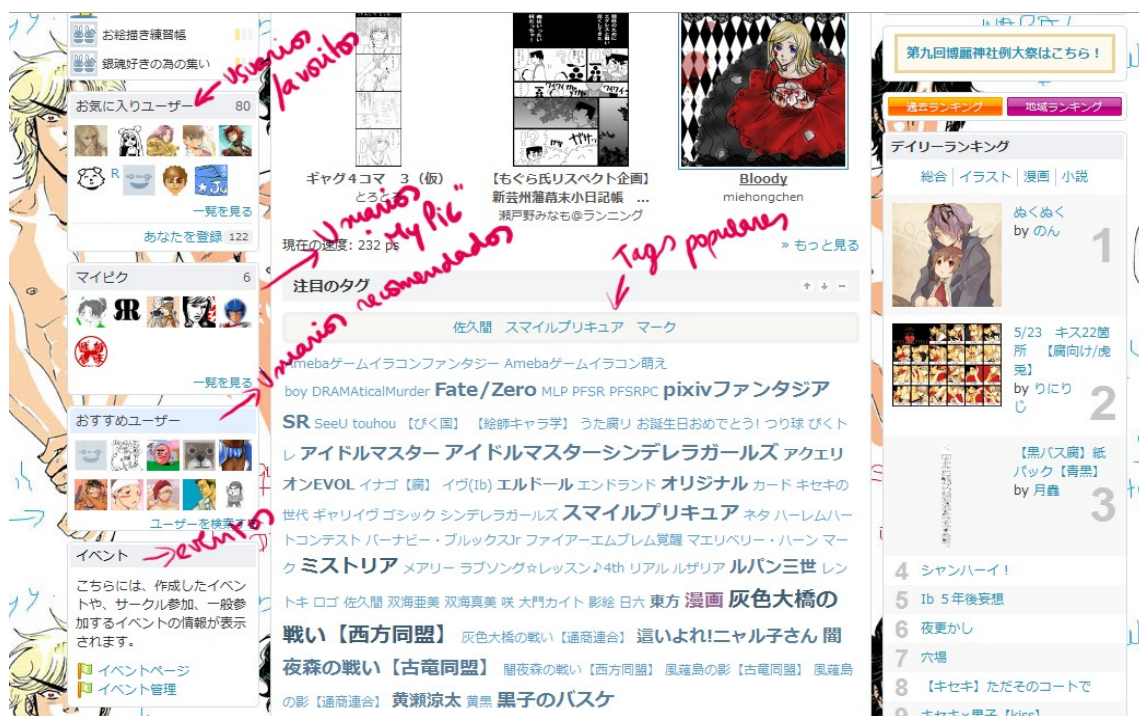 お絵描き練習帳
銀魂好きの為の集い
usuarios favoritos
お気に入りユーザー 80
R
一覧を見る
あなたを登録 122
マイピク 6
一覧を見る
おすすめユーザー
ユーザーを検索する
イベント
eventos
こちらには、作成したイベン
トや、サークル参加、一般参
加するイベントの情報が表示
されます。
イベントページ
イベント管理
ギャグ4コマ 3(仮)
とろとろ
【もぐら氏リスペクト企画】
新芸州藩幕末小日記帳 ...
瀬戸野みなも@ランニング
Bloody
miehongchen
Usuarios "My Pic"
現在の速度: 232 ps
» もっと見る
Usuarios recomendados
Tags populares
注目のタグ
佐久間 スマイルプリキュア マーク
Amebaゲームイラコンファンタジー Amebaゲームイラコン萌え
boy DRAMAticalMurder Fate/Zero MLP PFSR PFSRPC pixivファンタジア
SR SeeU touhou 【ぴく国】 【絵師キャラ学】 うた腐リ お誕生日おめでとう! つり球 ぴくト
レ アイドルマスター アイドルマスターシンデレラガールズ アクエリ
オンEVOL イナゴ【腐】 イヴ(Ib) エルドール エンドランド オリジナル カード キセキの
世代 ギャリイヴ ゴシック シンデレラガールズ スマイルプリキュア ネタ ハーレムハー
トコンテスト バーナビー・ブルックスJr ファイアーエムブレム覚醒 マエリベリー・ハーン マー
ク ミストリア メアリー ラブソング☆レッスン♪4th リアル ルザリア ルパン三世 レン
トキ ロゴ 佐久間 双海亜美 双海真美 咲 大門カイト 影絵 日六 東方 漫画 灰色大橋の
戦い【西方同盟】 灰色大橋の戦い【通商連合】 這いよれ!ニャル子さん 闇
夜森の戦い【古竜同盟】 闇夜森の戦い【西方同盟】 風羅島の影【古竜同盟】 風羅島
の影【通商連合】 黄瀬涼太 黄黒 黒子のバスケ
第九回博麗神社例大祭はこちら!
過去ランキング 地域ランキング
デイリーランキング
総合 イラスト 漫画 小説
ぬくぬく
by のん
1
5/23 キス22箇
所 【腐向け/虎
兎】
by りにり
じ
2
【黒バス腐】紙
パック【青黒】
by 月蟲
3
4 シャンハーイ!
5 Ib 5年後妄想
6 夜更かし
7 穴場
8 【キセキ】ただそのコートで
9 キセキ×黒子【kiss】